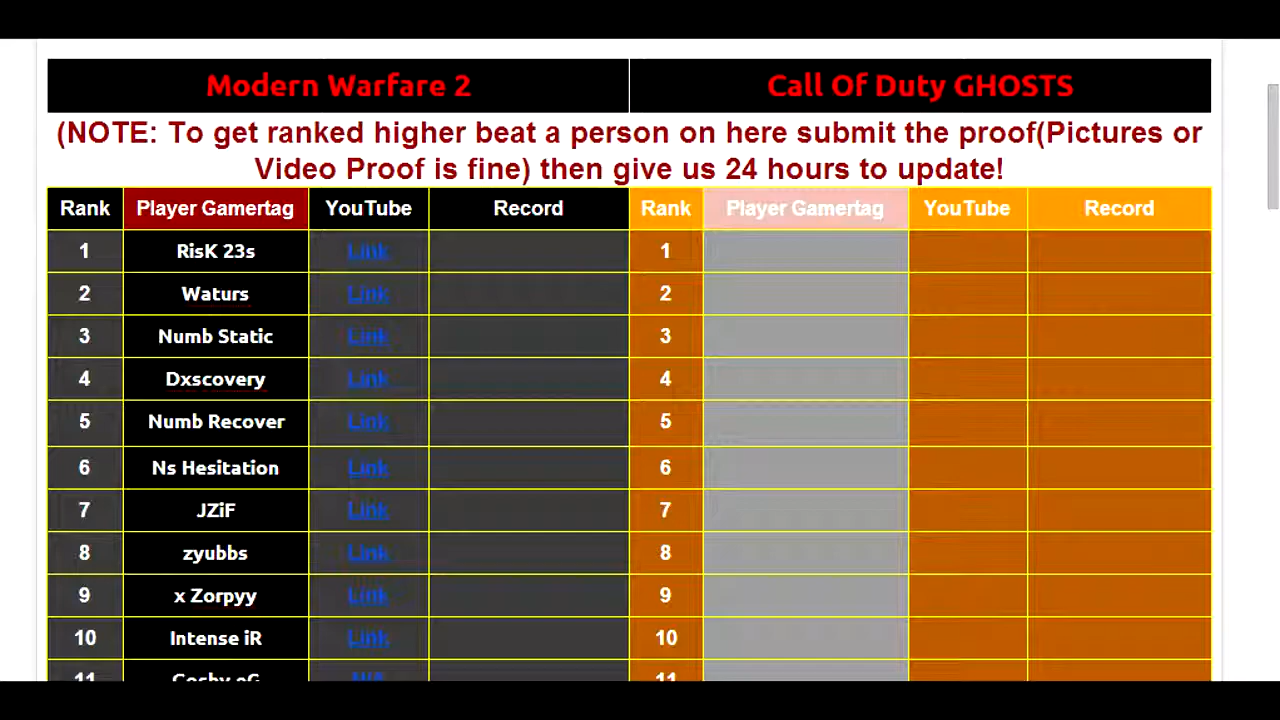 Modern Warfare 2 Call Of Duty GHOSTS
(NOTE: To get ranked higher beat a person on here submit the proof(Pictures or
Video Proof is fine) then give us 24 hours to update!
Rank Player Gamertag YouTube Record Rank Player Gamertag YouTube Record
1 RisK 23s Link 1
2 Waturs Link 2
3 Numb Static Link 3
4 Dxscovery Link 4
5 Numb Recover Link 5
6 Ns Hesitation Link 6
7 JZiF Link 7
8 zyubbs Link 8
9 x Zorpyy Link 9
10 Intense iR Link 10
11 11